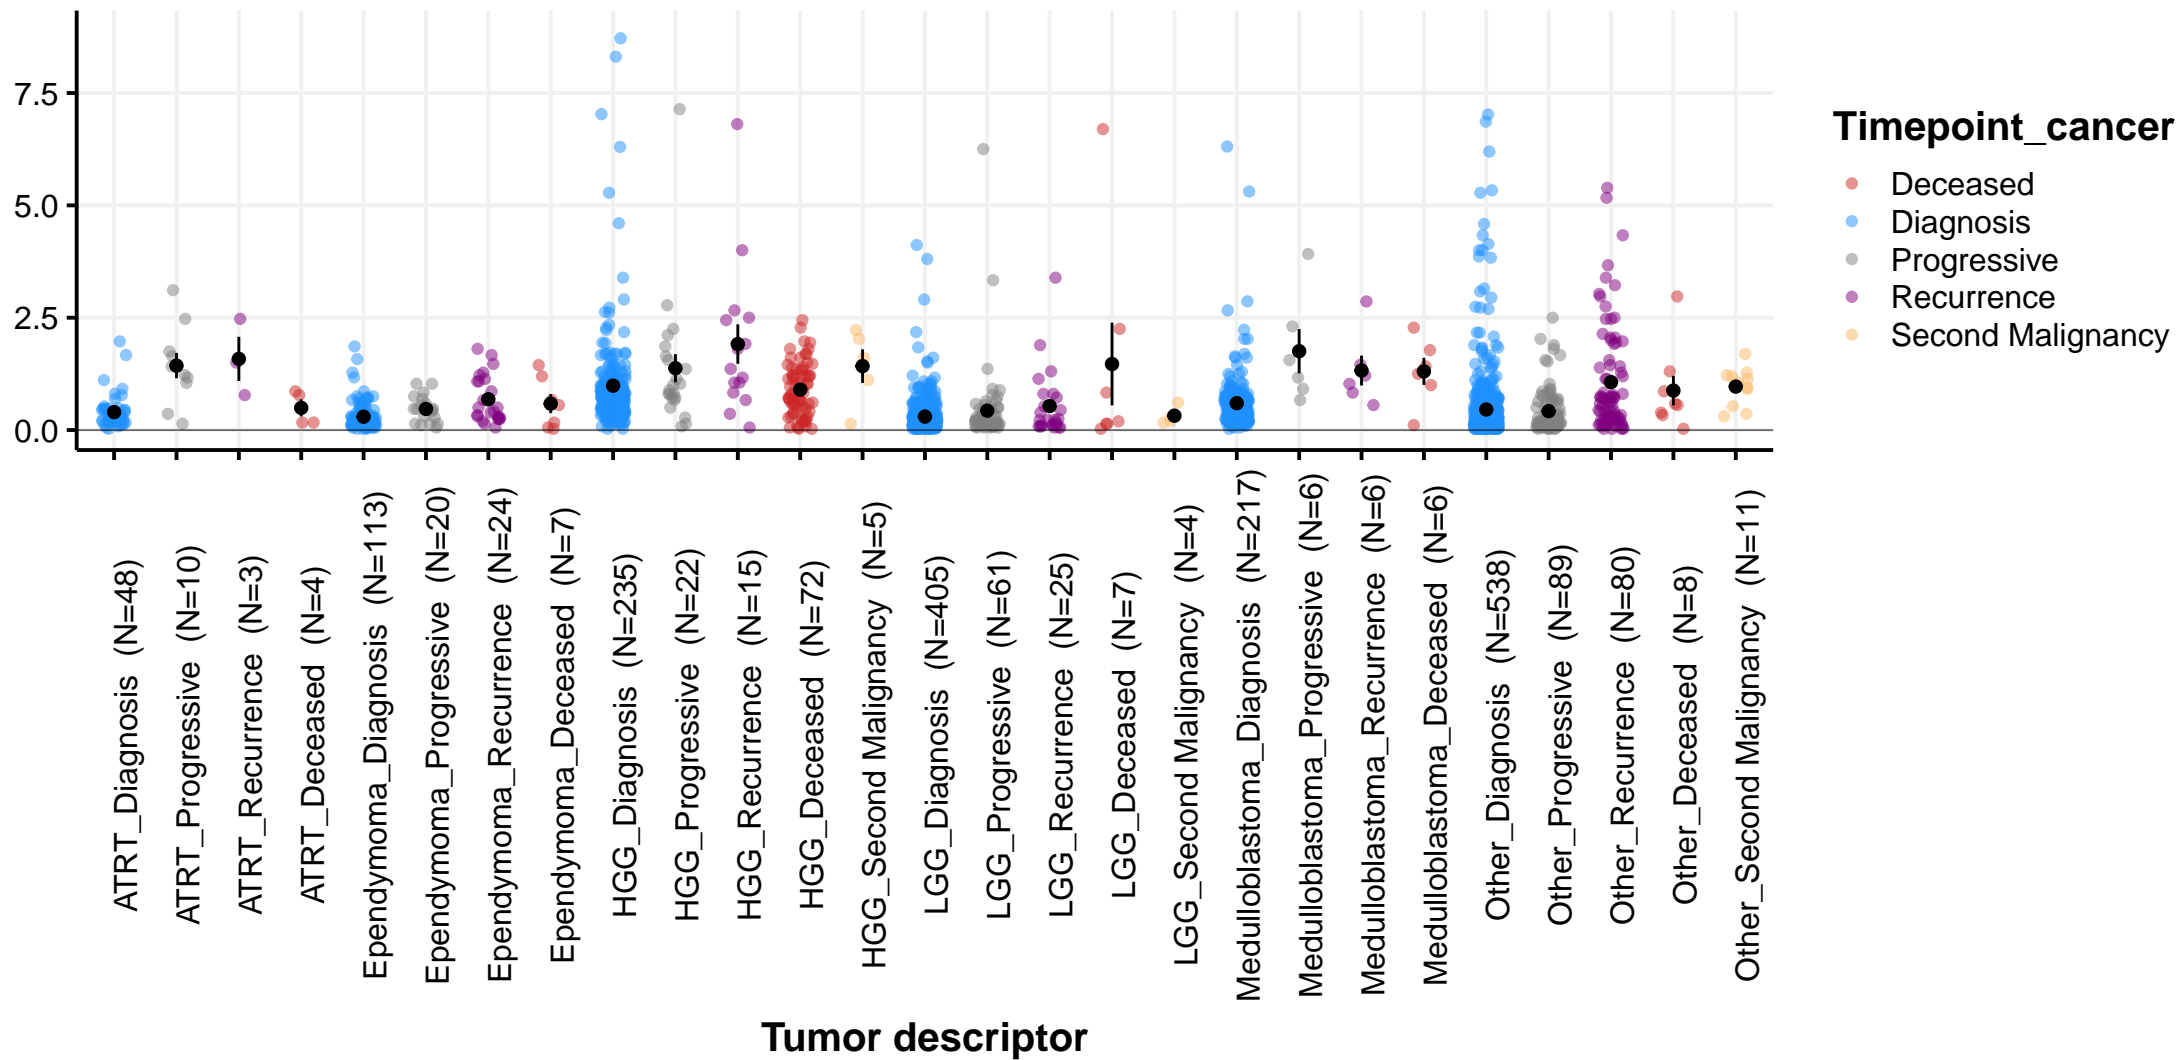 7.5
5.0
2.5
0.0
ATRT_Diagnosis (N=48)
ATRT_Progressive (N=10)
ATRT_Recurrence (N=3)
ATRT_Deceased (N=4)
Ependymoma_Diagnosis (N=113)
Ependymoma_Progressive (N=20)
Ependymoma_Recurrence (N=24)
Ependymoma_Deceased (N=7)
HGG_Diagnosis (N=235)
HGG_Progressive (N=22)
HGG_Recurrence (N=15)
HGG_Deceased (N=72)
HGG_Second Malignancy (N=5)
LGG_Diagnosis (N=405)
LGG_Progressive (N=61)
LGG_Recurrence (N=25)
LGG_Deceased (N=7)
LGG_Second Malignancy (N=4)
Medulloblastoma_Diagnosis (N=217)
Medulloblastoma_Progressive (N=6)
Medulloblastoma_Recurrence (N=6)
Medulloblastoma_Deceased (N=6)
Other_Diagnosis (N=538)
Other_Progressive (N=89)
Other_Recurrence (N=80)
Other_Deceased (N=8)
Other_Second Malignancy (N=11)
Tumor descriptor
Timepoint_cancer
Deceased
Diagnosis
Progressive
Recurrence
Second Malignancy